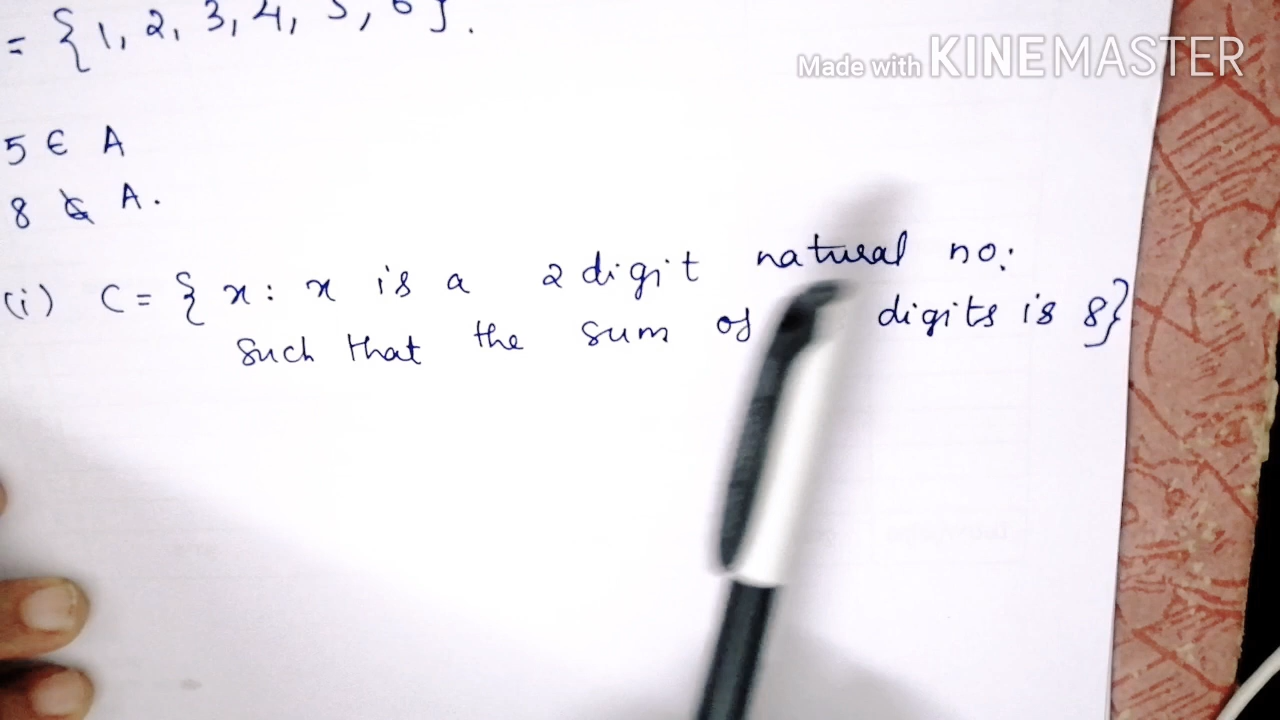 = {1, 2, 3, 4, 5, 6}.
Made with KINEMASTER
5 ∈ A
8 ∉ A.
(i) C = { x : x is a 2 digit natural no:
such that the sum of digits is 8}